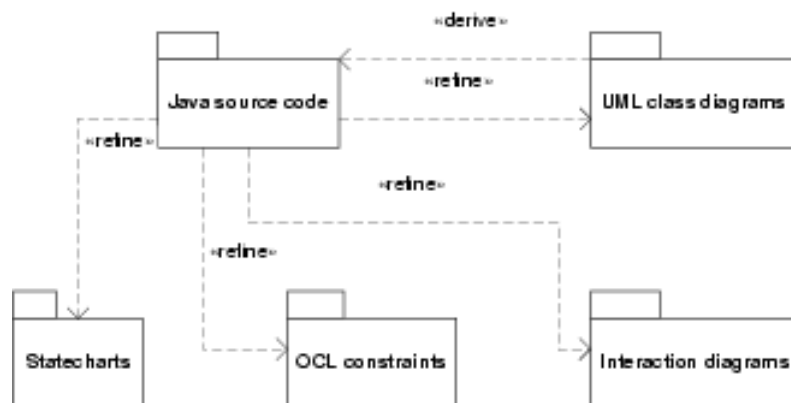 «derive»
Java source code
«refine»
UML class diagrams
«refine»
«refine»
«refine»
Statecharts
OCL constraints
Interaction diagrams